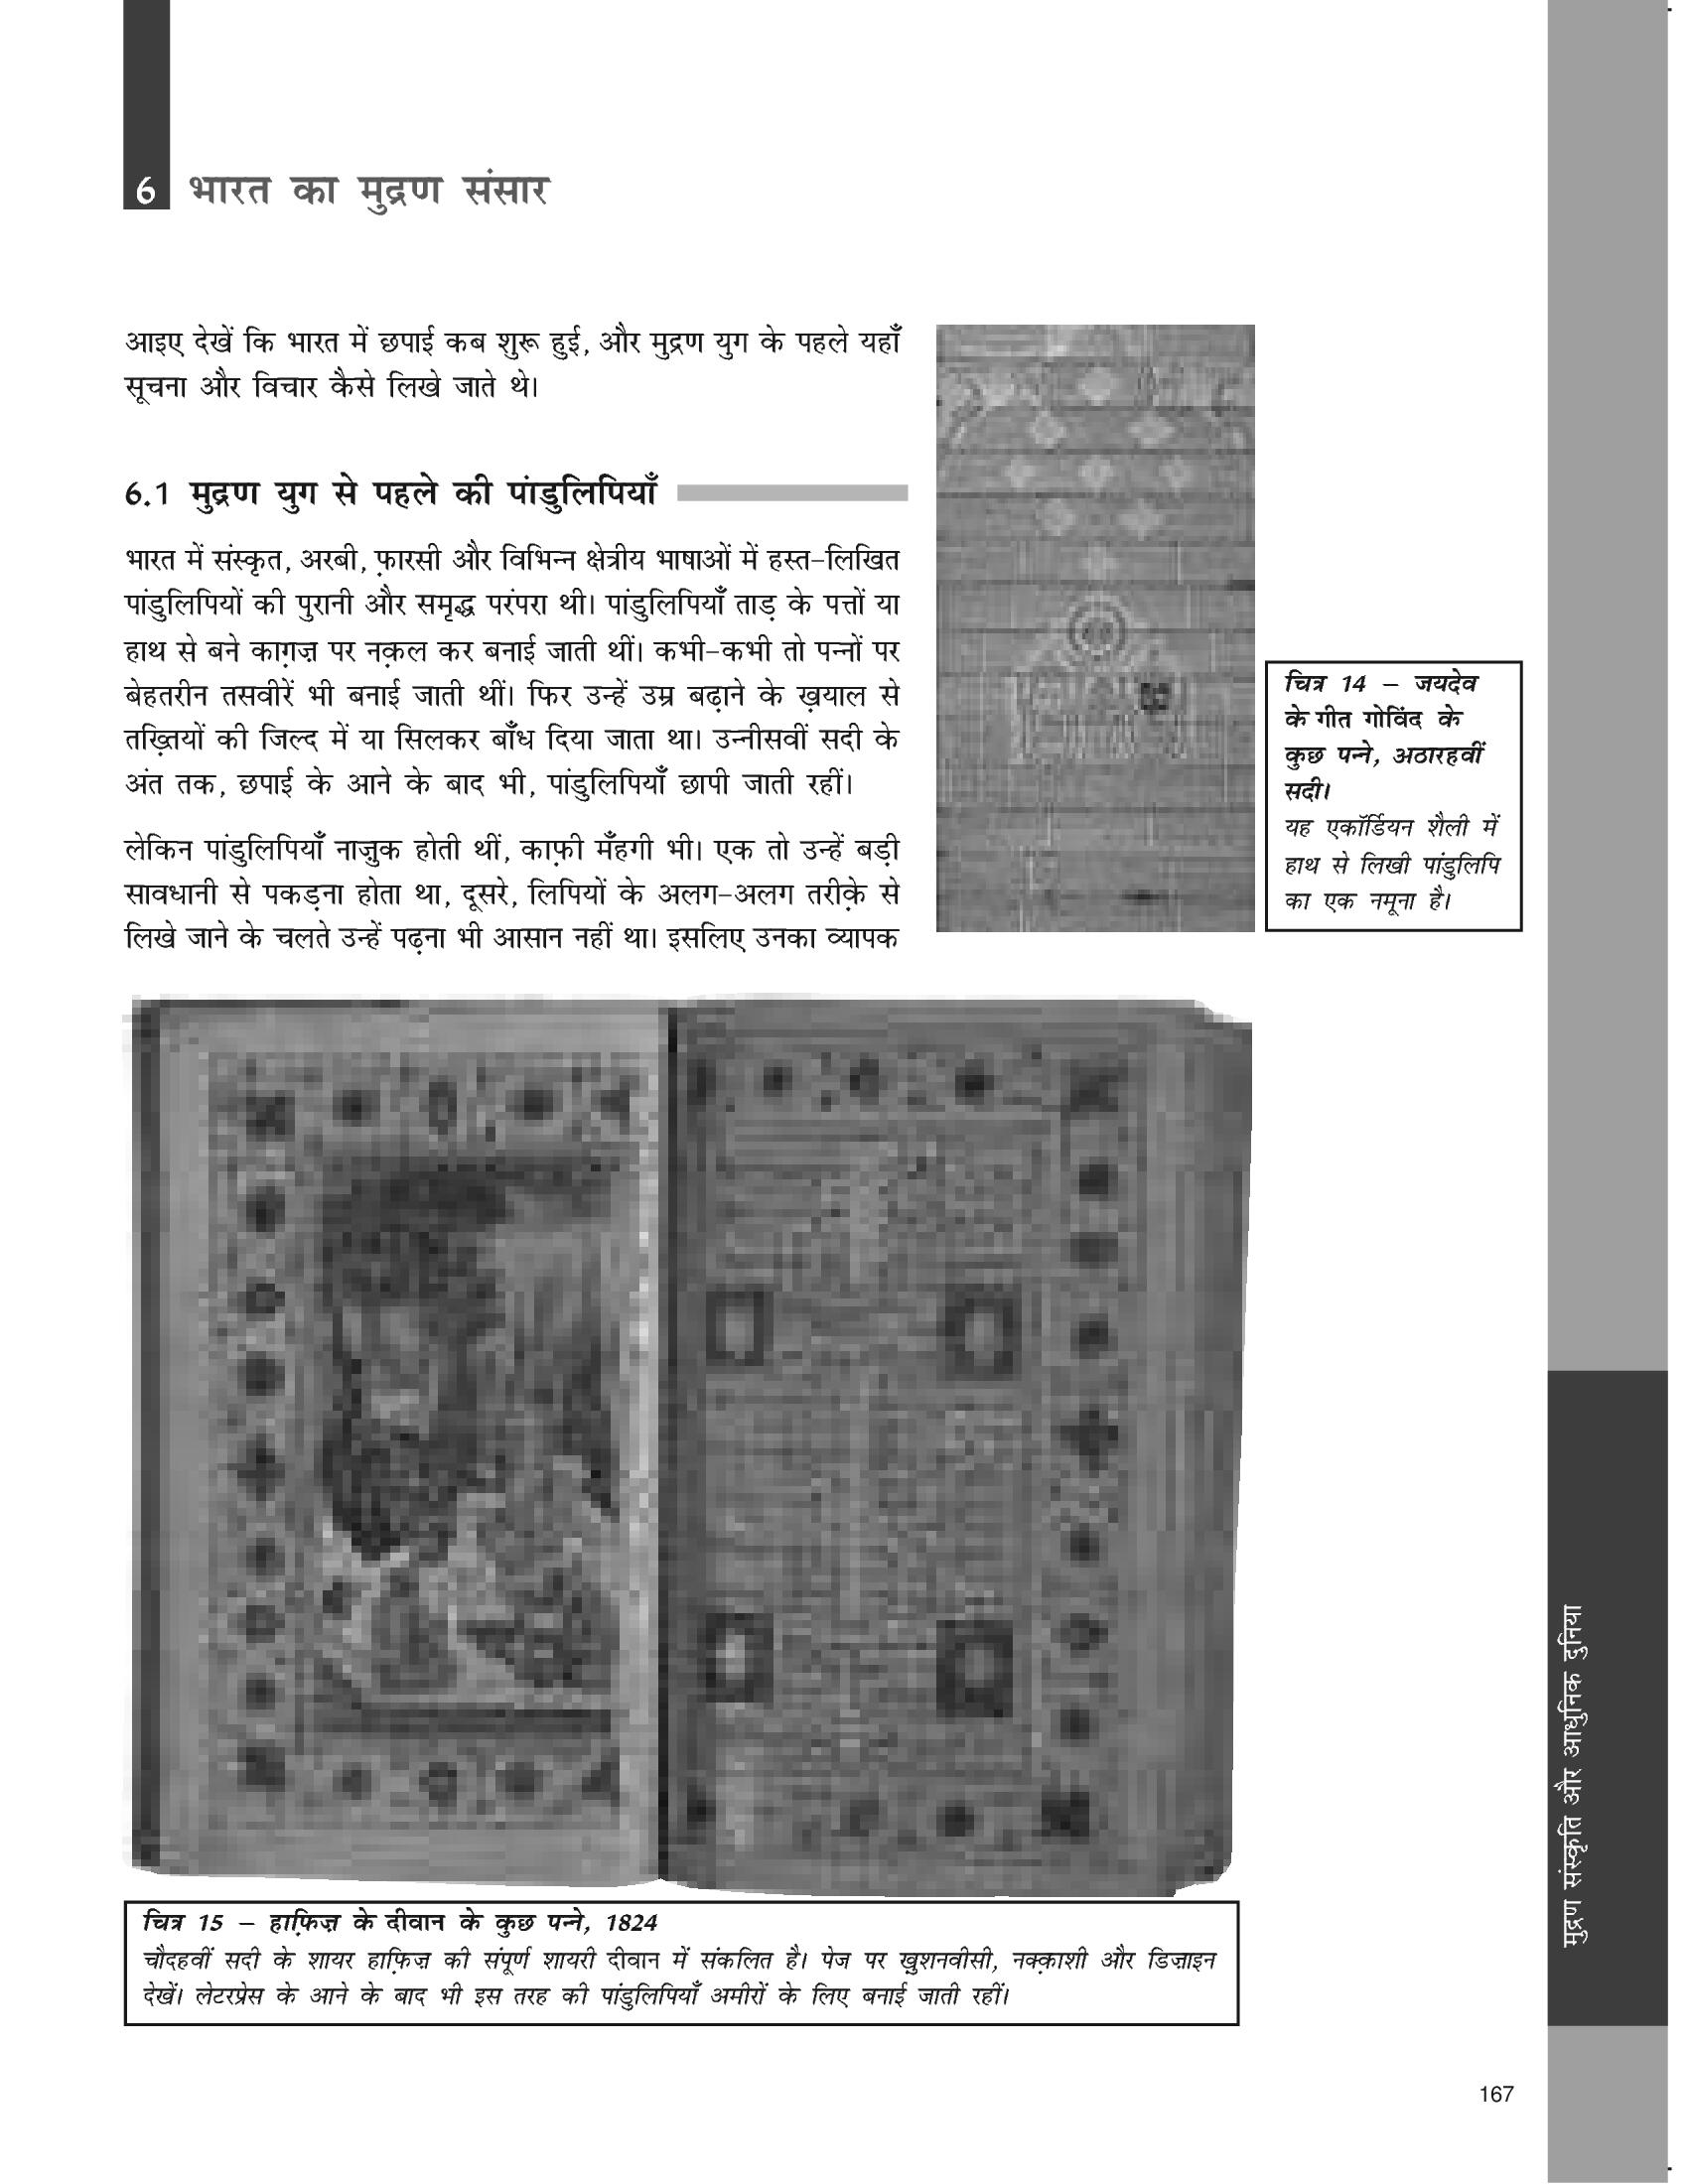 6 भारत का मुद्रण संसार
आइए देखें कि भारत में छपाई कब शुरू हुई, और मुद्रण युग के पहले यहाँ
सूचना और विचार कैसे लिखे जाते थे।
6.1 मुद्रण युग से पहले की पांडुलिपियाँ
भारत में संस्कृत, अरबी, फ़ारसी और विभिन्न क्षेत्रीय भाषाओं में हस्त-लिखित
पांडुलिपियों की पुरानी और समृद्ध परंपरा थी। पांडुलिपियाँ ताड़ के पत्तों या
हाथ से बने काग़ज़ पर नक़ल कर बनाई जाती थीं। कभी-कभी तो पन्नों पर
बेहतरीन तसवीरें भी बनाई जाती थीं। फिर उन्हें उम्र बढ़ाने के ख़याल से
तख़्तियों की जिल्द में या सिलकर बाँध दिया जाता था। उन्नीसवीं सदी के
अंत तक, छपाई के आने के बाद भी, पांडुलिपियाँ छापी जाती रहीं।
लेकिन पांडुलिपियाँ नाज़ुक होती थीं, काफ़ी मँहगी भी। एक तो उन्हें बड़ी
सावधानी से पकड़ना होता था, दूसरे, लिपियों के अलग-अलग तरीक़े से
लिखे जाने के चलते उन्हें पढ़ना भी आसान नहीं था। इसलिए उनका व्यापक
चित्र 14 – जयदेव
के गीत गोविंद के
कुछ पन्ने, अठारहवीं
सदी।
यह एकॉर्डियन शैली में
हाथ से लिखी पांडुलिपि
का एक नमूना है।
चित्र 15 – हाफ़िज़ के दीवान के कुछ पन्ने, 1824
चौदहवीं सदी के शायर हाफ़िज़ की संपूर्ण शायरी दीवान में संकलित है। पेज पर ख़ुशनवीसी, नक्क़ाशी और डिज़ाइन
देखें। लेटरप्रेस के आने के बाद भी इस तरह की पांडुलिपियाँ अमीरों के लिए बनाई जाती रहीं।
मुद्रण संस्कृति और आधुनिक दुनिया
167